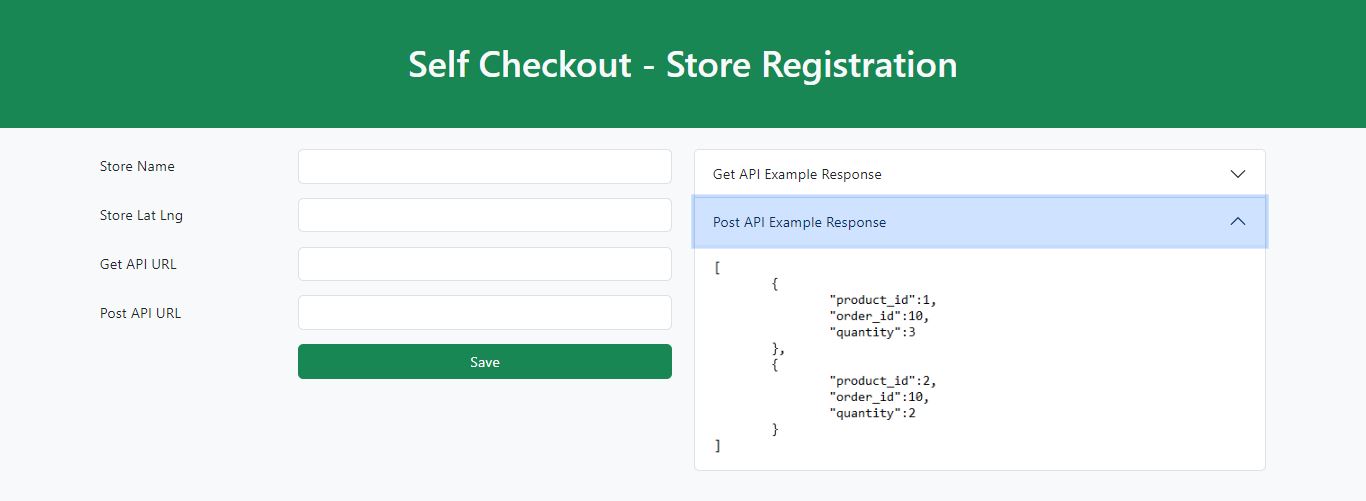 Self Checkout - Store Registration
Store Name
Store Lat Lng
Get API URL
Post API URL
Save
Get API Example Response
Post API Example Response
[
{
"product_id":1,
"order_id":10,
"quantity":3
},
{
"product_id":2,
"order_id":10,
"quantity":2
}
]